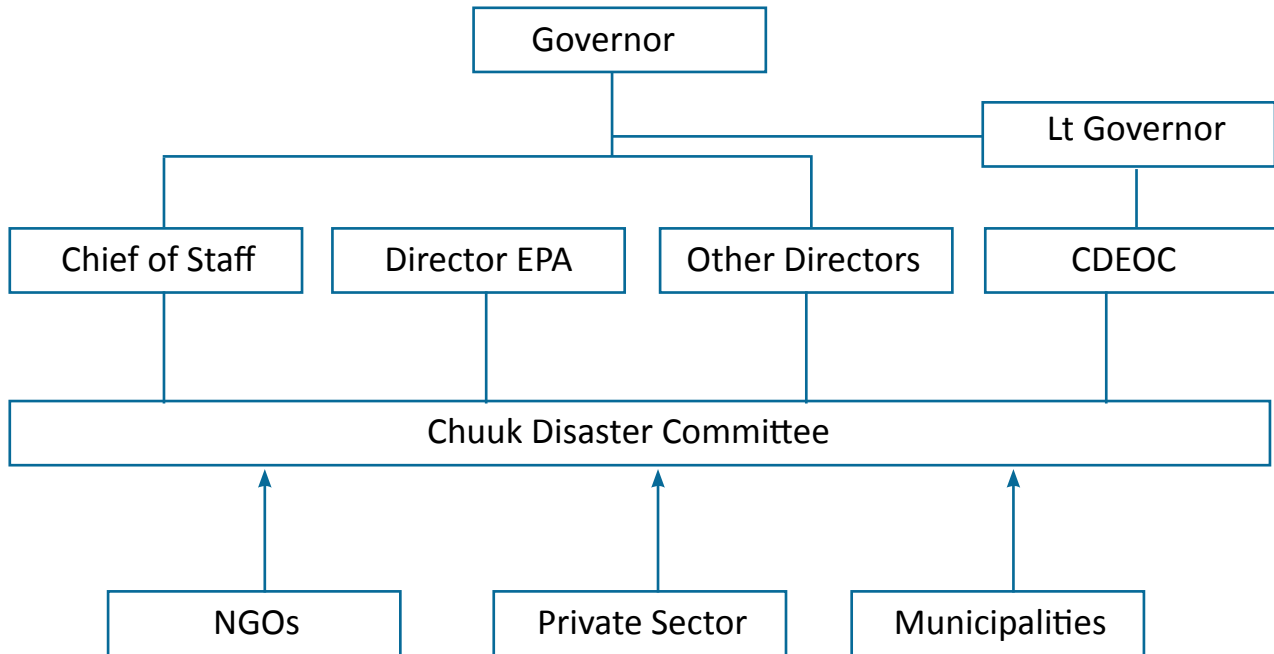 Governor
Lt Governor
Chief of Staff
Director EPA
Other Directors
CDEOC
Chuuk Disaster Committee
NGOs
Private Sector
Municipalities